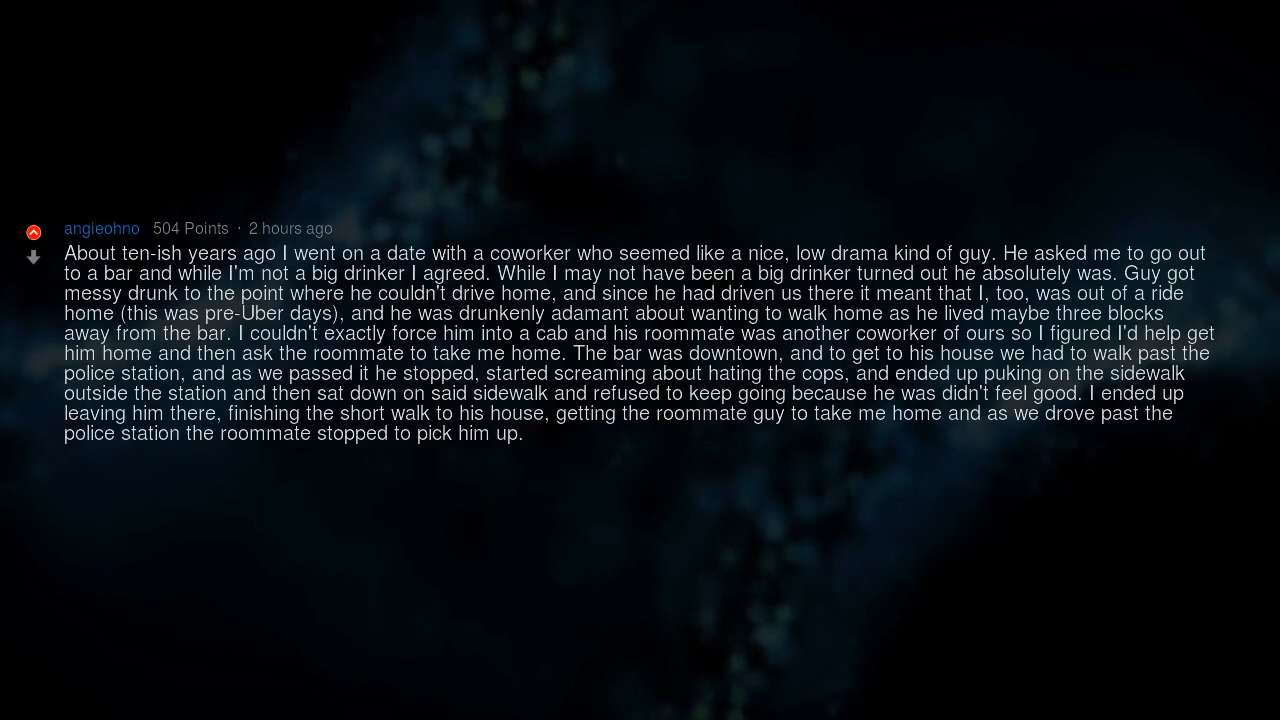 angieohno 504 Points · 2 hours ago
About ten-ish years ago I went on a date with a coworker who seemed like a nice, low drama kind of guy. He asked me to go out
to a bar and while I'm not a big drinker I agreed. While I may not have been a big drinker turned out he absolutely was. Guy got
messy drunk to the point where he couldn't drive home, and since he had driven us there it meant that I, too, was out of a ride
home (this was pre-Uber days), and he was drunkenly adamant about wanting to walk home as he lived maybe three blocks
away from the bar. I couldn't exactly force him into a cab and his roommate was another coworker of ours so I figured I'd help get
him home and then ask the roommate to take me home. The bar was downtown, and to get to his house we had to walk past the
police station, and as we passed it he stopped, started screaming about hating the cops, and ended up puking on the sidewalk
outside the station and then sat down on said sidewalk and refused to keep going because he was didn't feel good. I ended up
leaving him there, finishing the short walk to his house, getting the roommate guy to take me home and as we drove past the
police station the roommate stopped to pick him up.